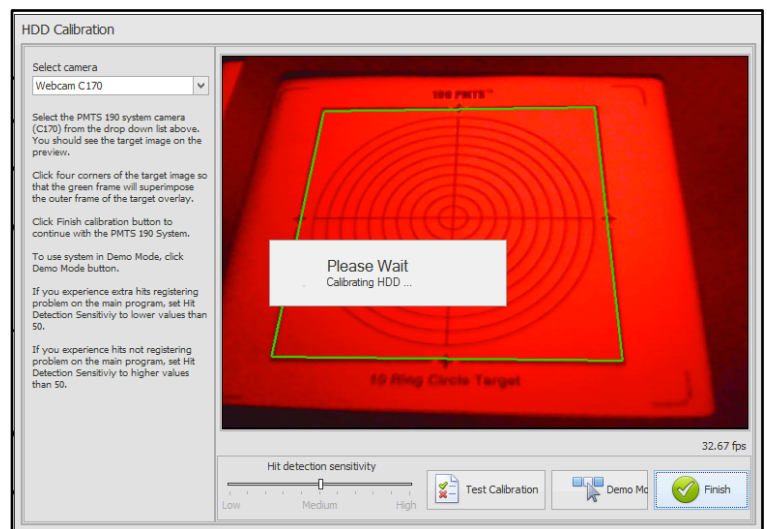 HDD Calibration
Select camera
Webcam C170
Select the PMTS 190 system camera
(C170) from the drop down list above.
You should see the target image on the
preview.
Click four corners of the target image so
that the green frame will superimpose
the outer frame of the target overlay.
Click Finish calibration button to
continue with the PMTS 190 System.
To use system in Demo Mode, click
Demo Mode button.
If you experience extra hits registering
problem on the main program, set Hit
Detection Sensitiviy to lower values than
50.
If you experience hits not registering
problem on the main program, set Hit
Detection Sensitiviy to higher values
than 50.
190 PMTS™
Please Wait
Calibrating HDD ...
10 Ring Circle Target
32.67 fps
Hit detection sensitivity
Low Medium High
Test Calibration
Demo Mo
Finish